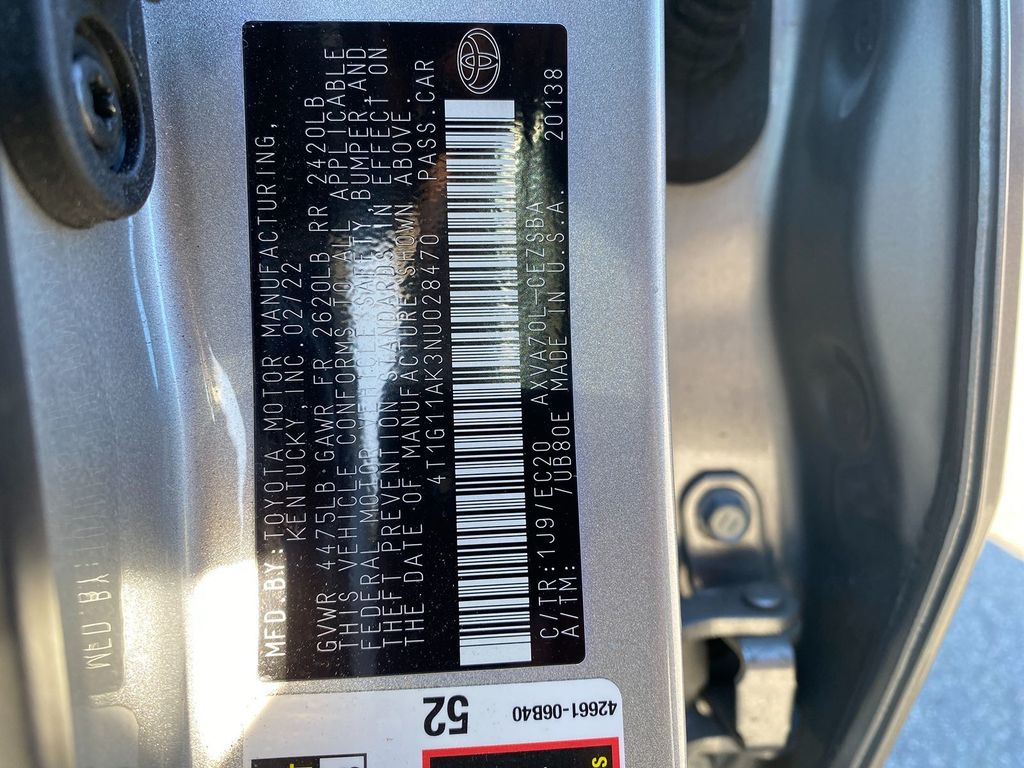 MFD.BY:TOYOTA MOTOR MANUFACTURING,
KENTUCKY, INC. 02/22
GVWR 4475LB GAWR FR 2620LB RR 2420LB
THIS VEHICLE CONFORMS TO ALL APPLICABLE
FEDERAL MOTOR VEHICLE SAFETY BUMPER,AND
THEFT PREVENTION STANDARDS IN EFFECT ON
THE DATE OF MANUFACTURE SHOWN ABOVE.
4T1G11AK3NU028470 PASS.CAR
C/TR:1J9/EC20 AXVA70L-CEZSBA 20138
A/TM: /UB80E MADE IN U.S.A.
52
42661-06B40